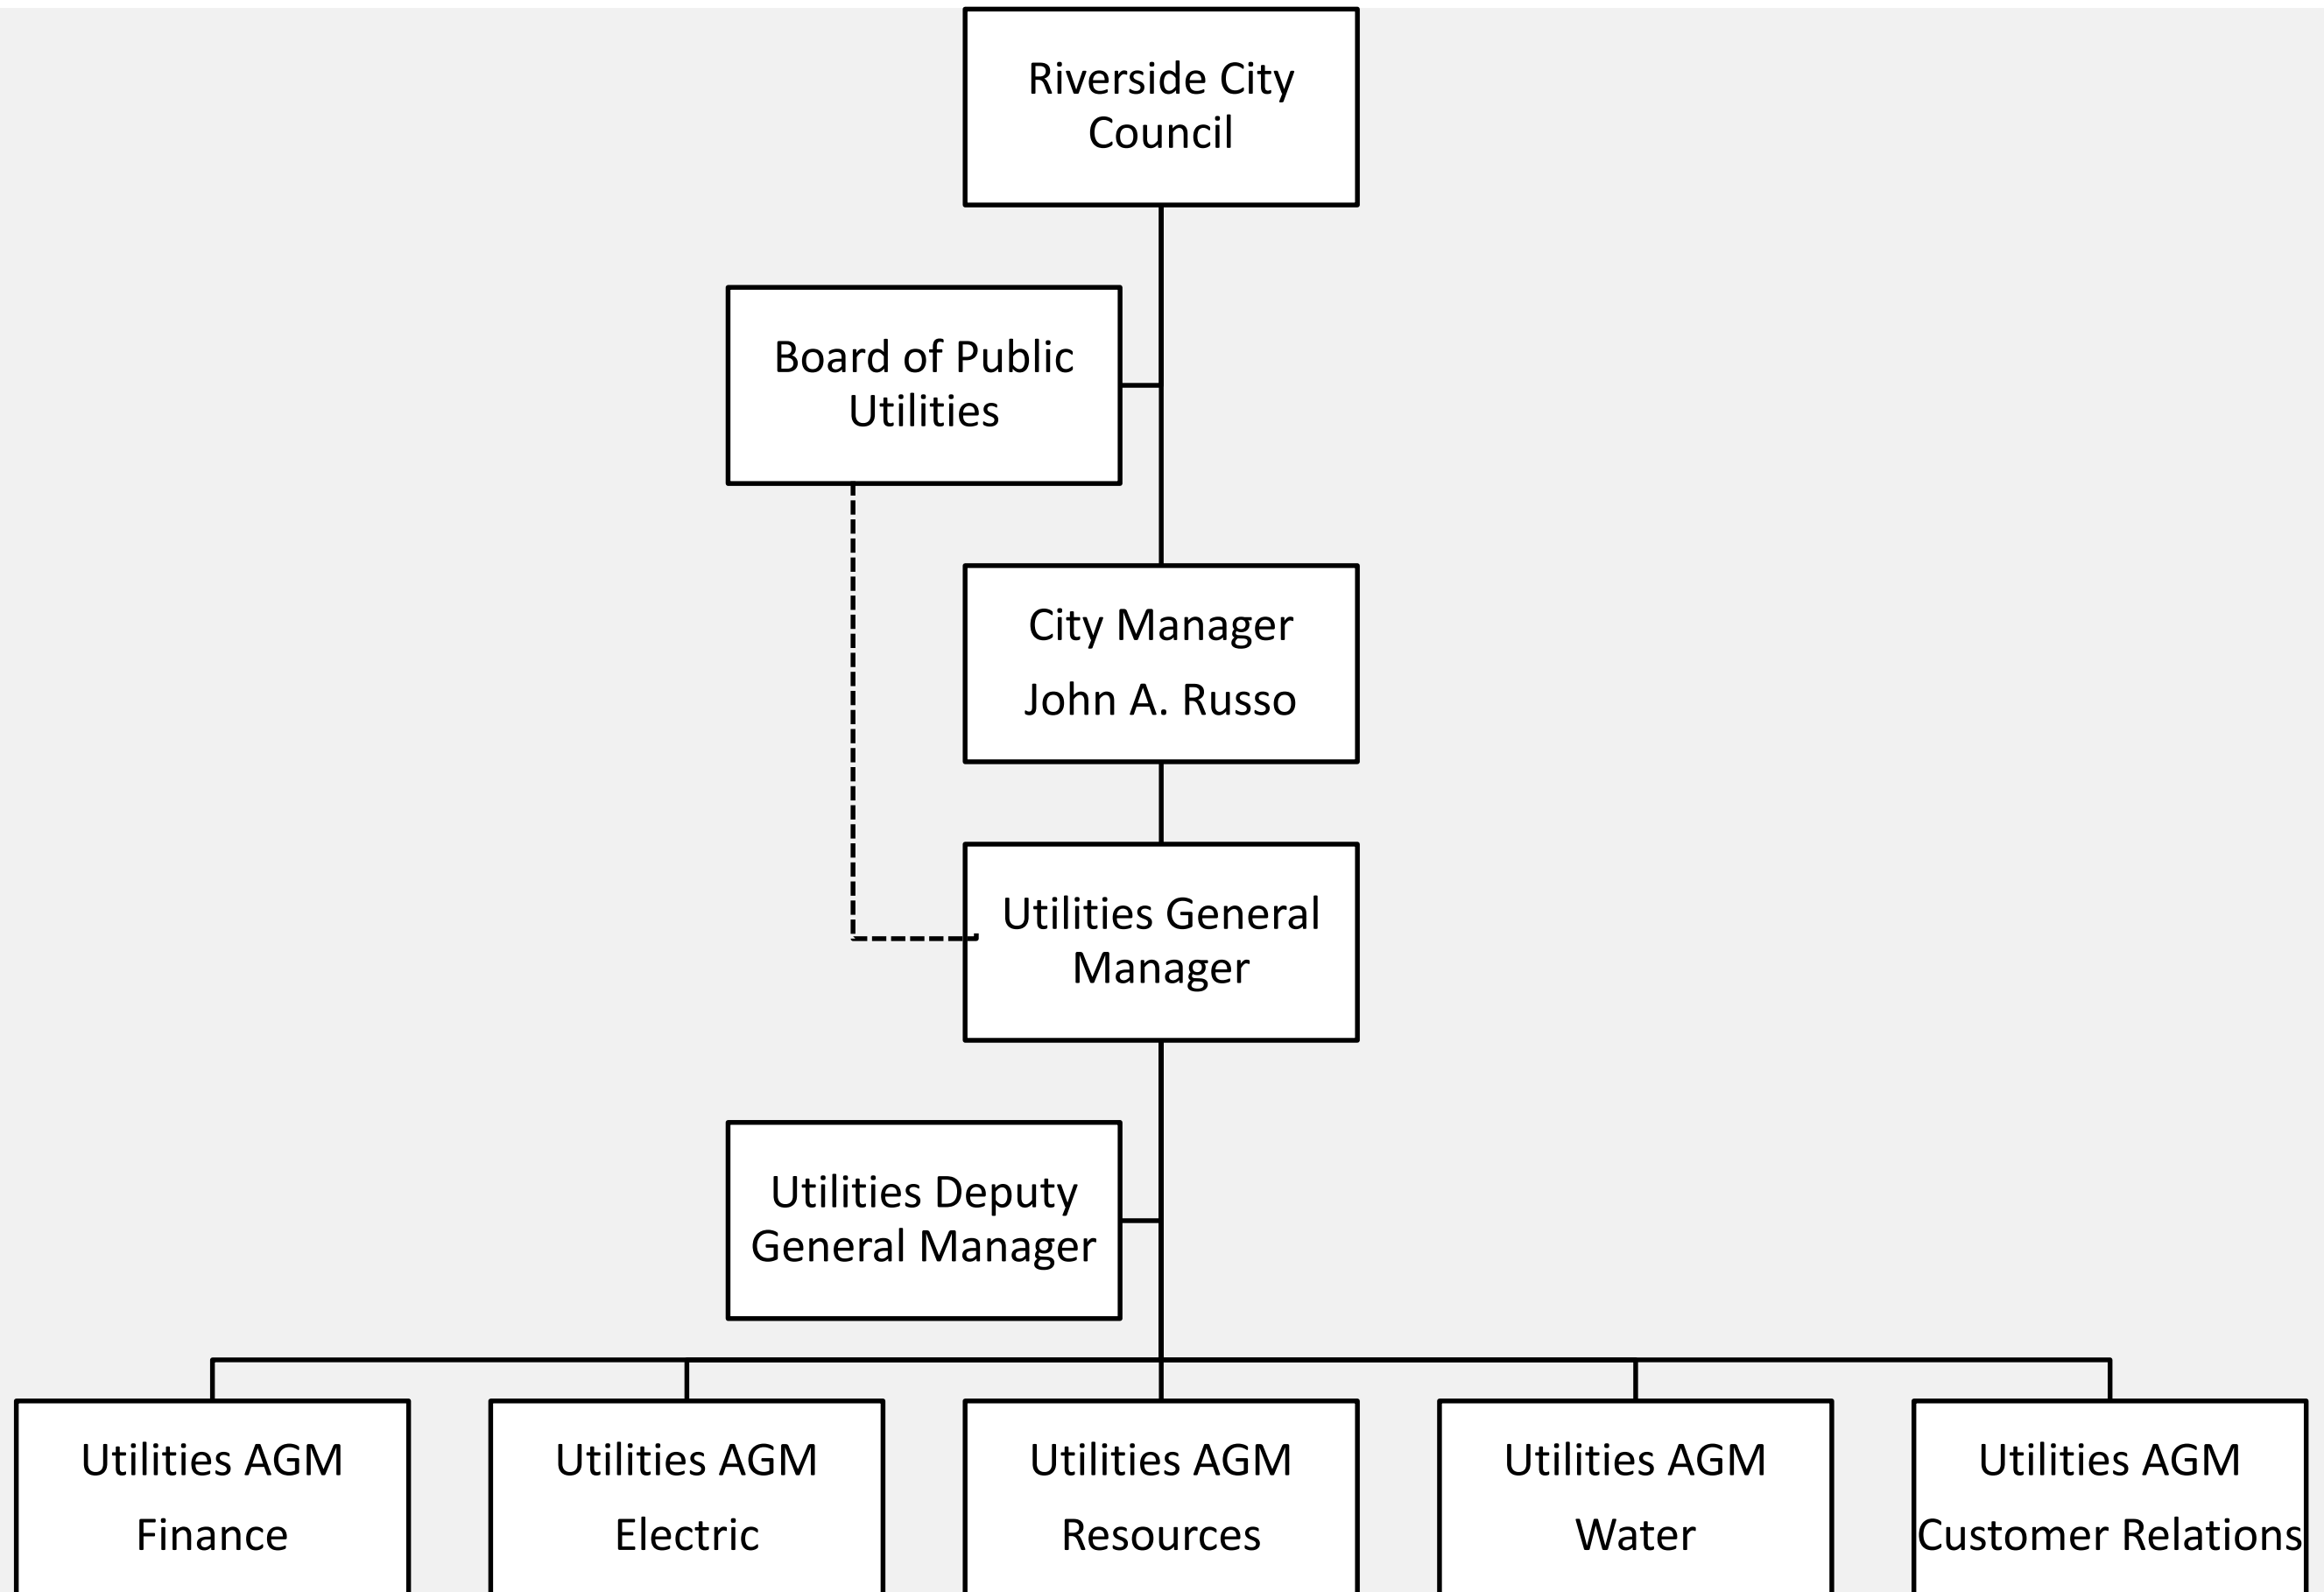 Riverside City
Council
Board of Public
Utilities
City Manager
John A. Russo
Utilities General
Manager
Utilities Deputy
General Manager
Utilities AGM
Finance
Utilities AGM
Electric
Utilities AGM
Resources
Utilities AGM
Water
Utilities AGM
Customer Relations